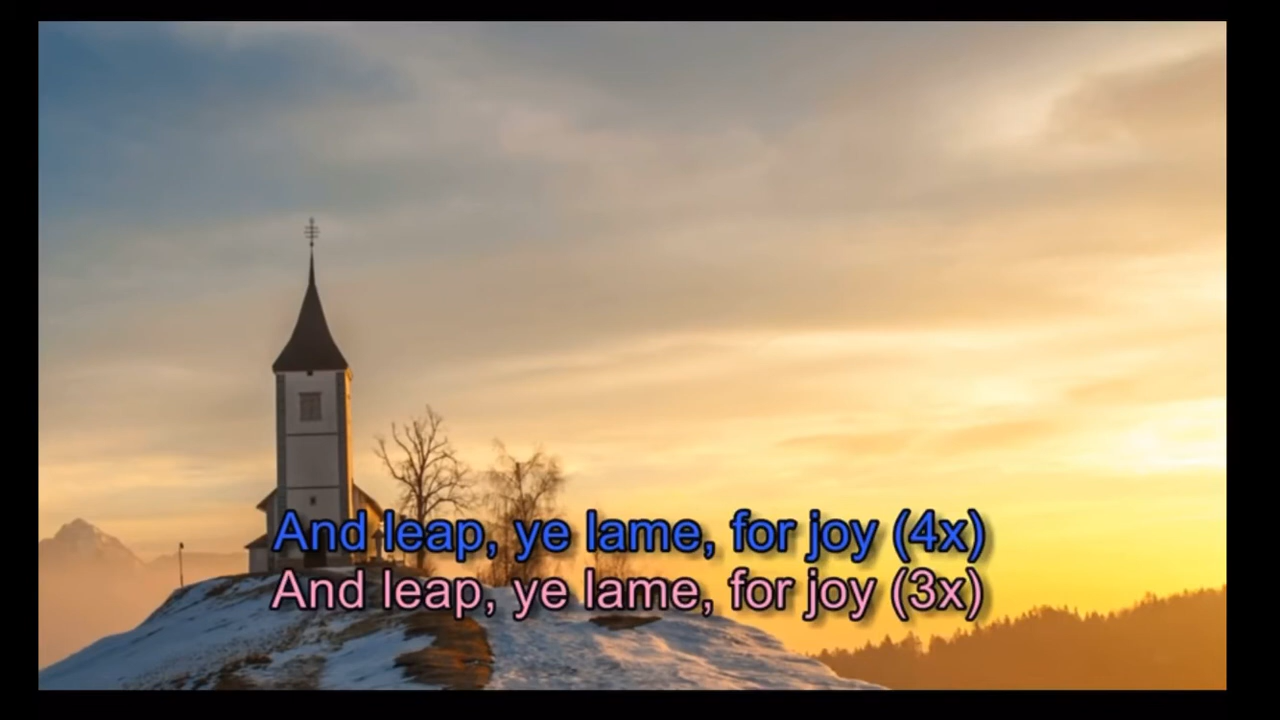 And leap, ye lame, for joy (4x)
And leap, ye lame, for joy (3x)